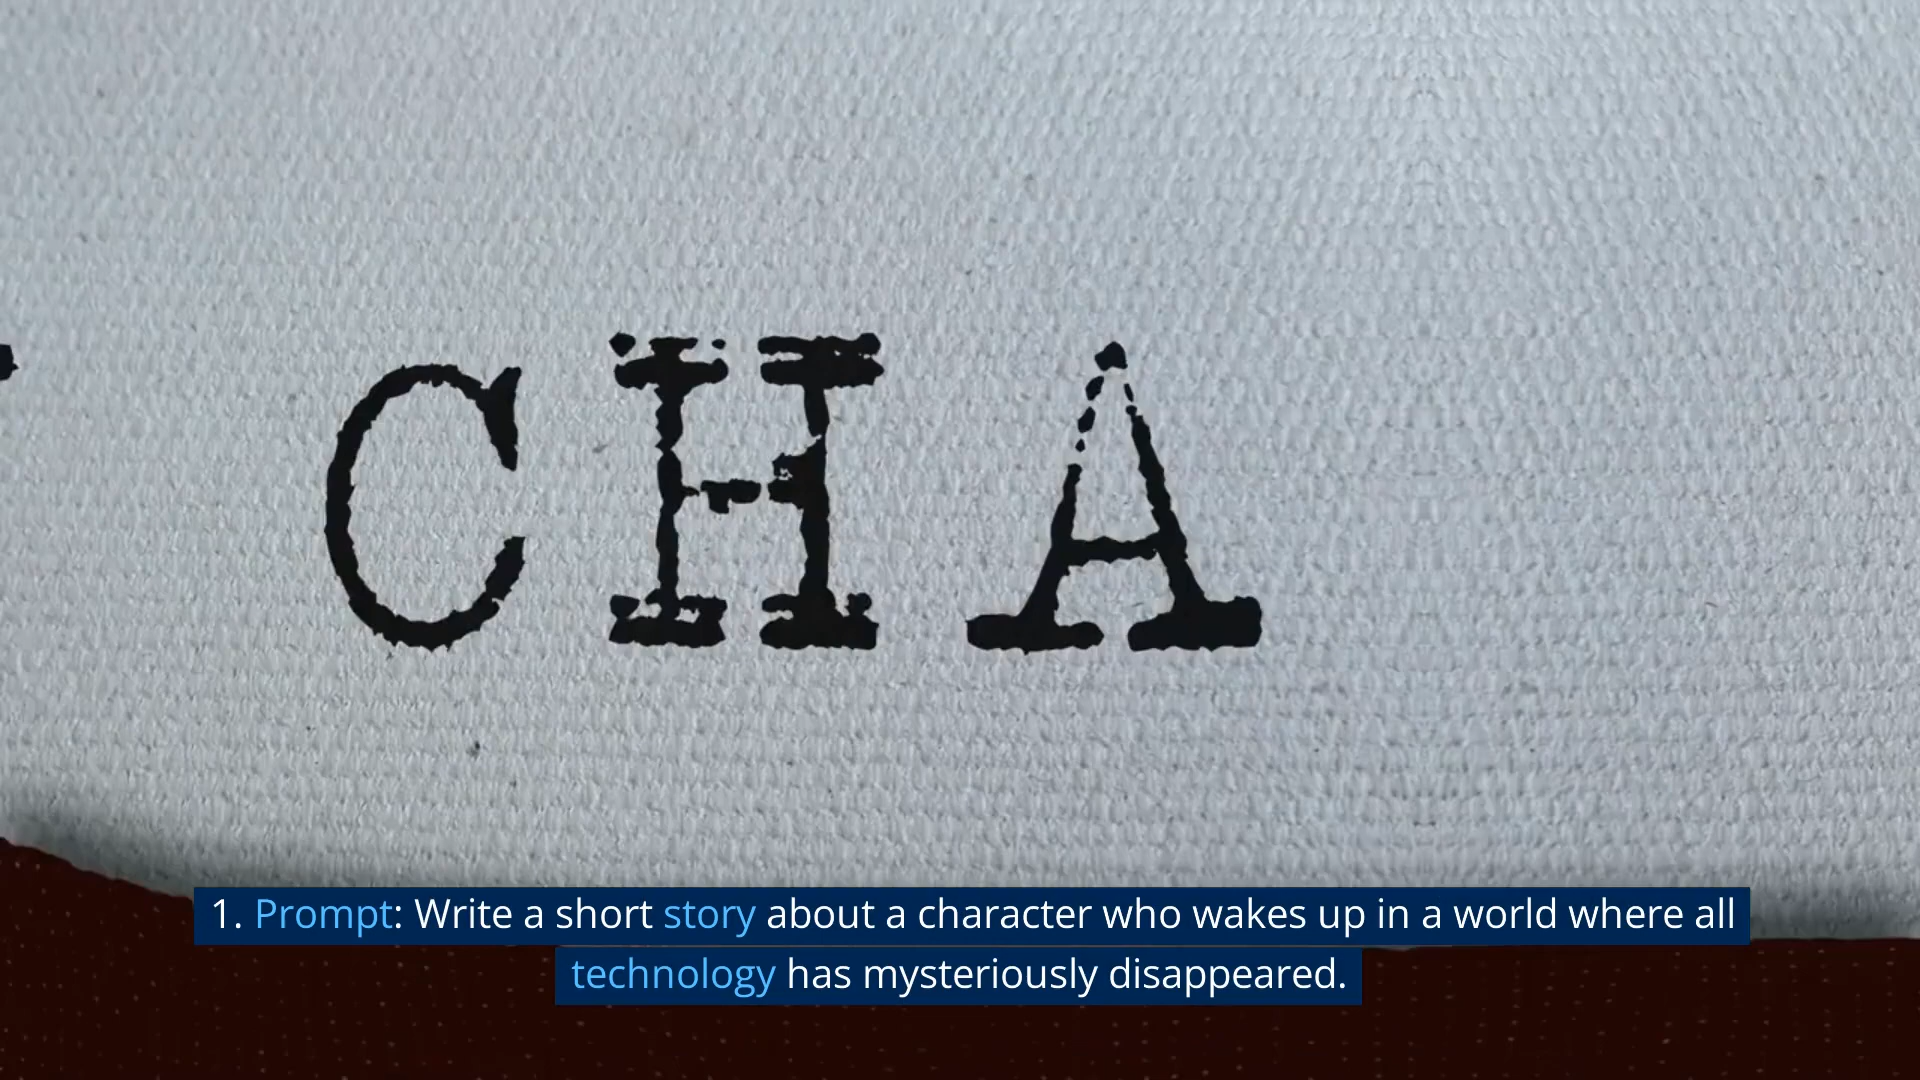 CHA
1. Prompt: Write a short story about a character who wakes up in a world where all
technology has mysteriously disappeared.